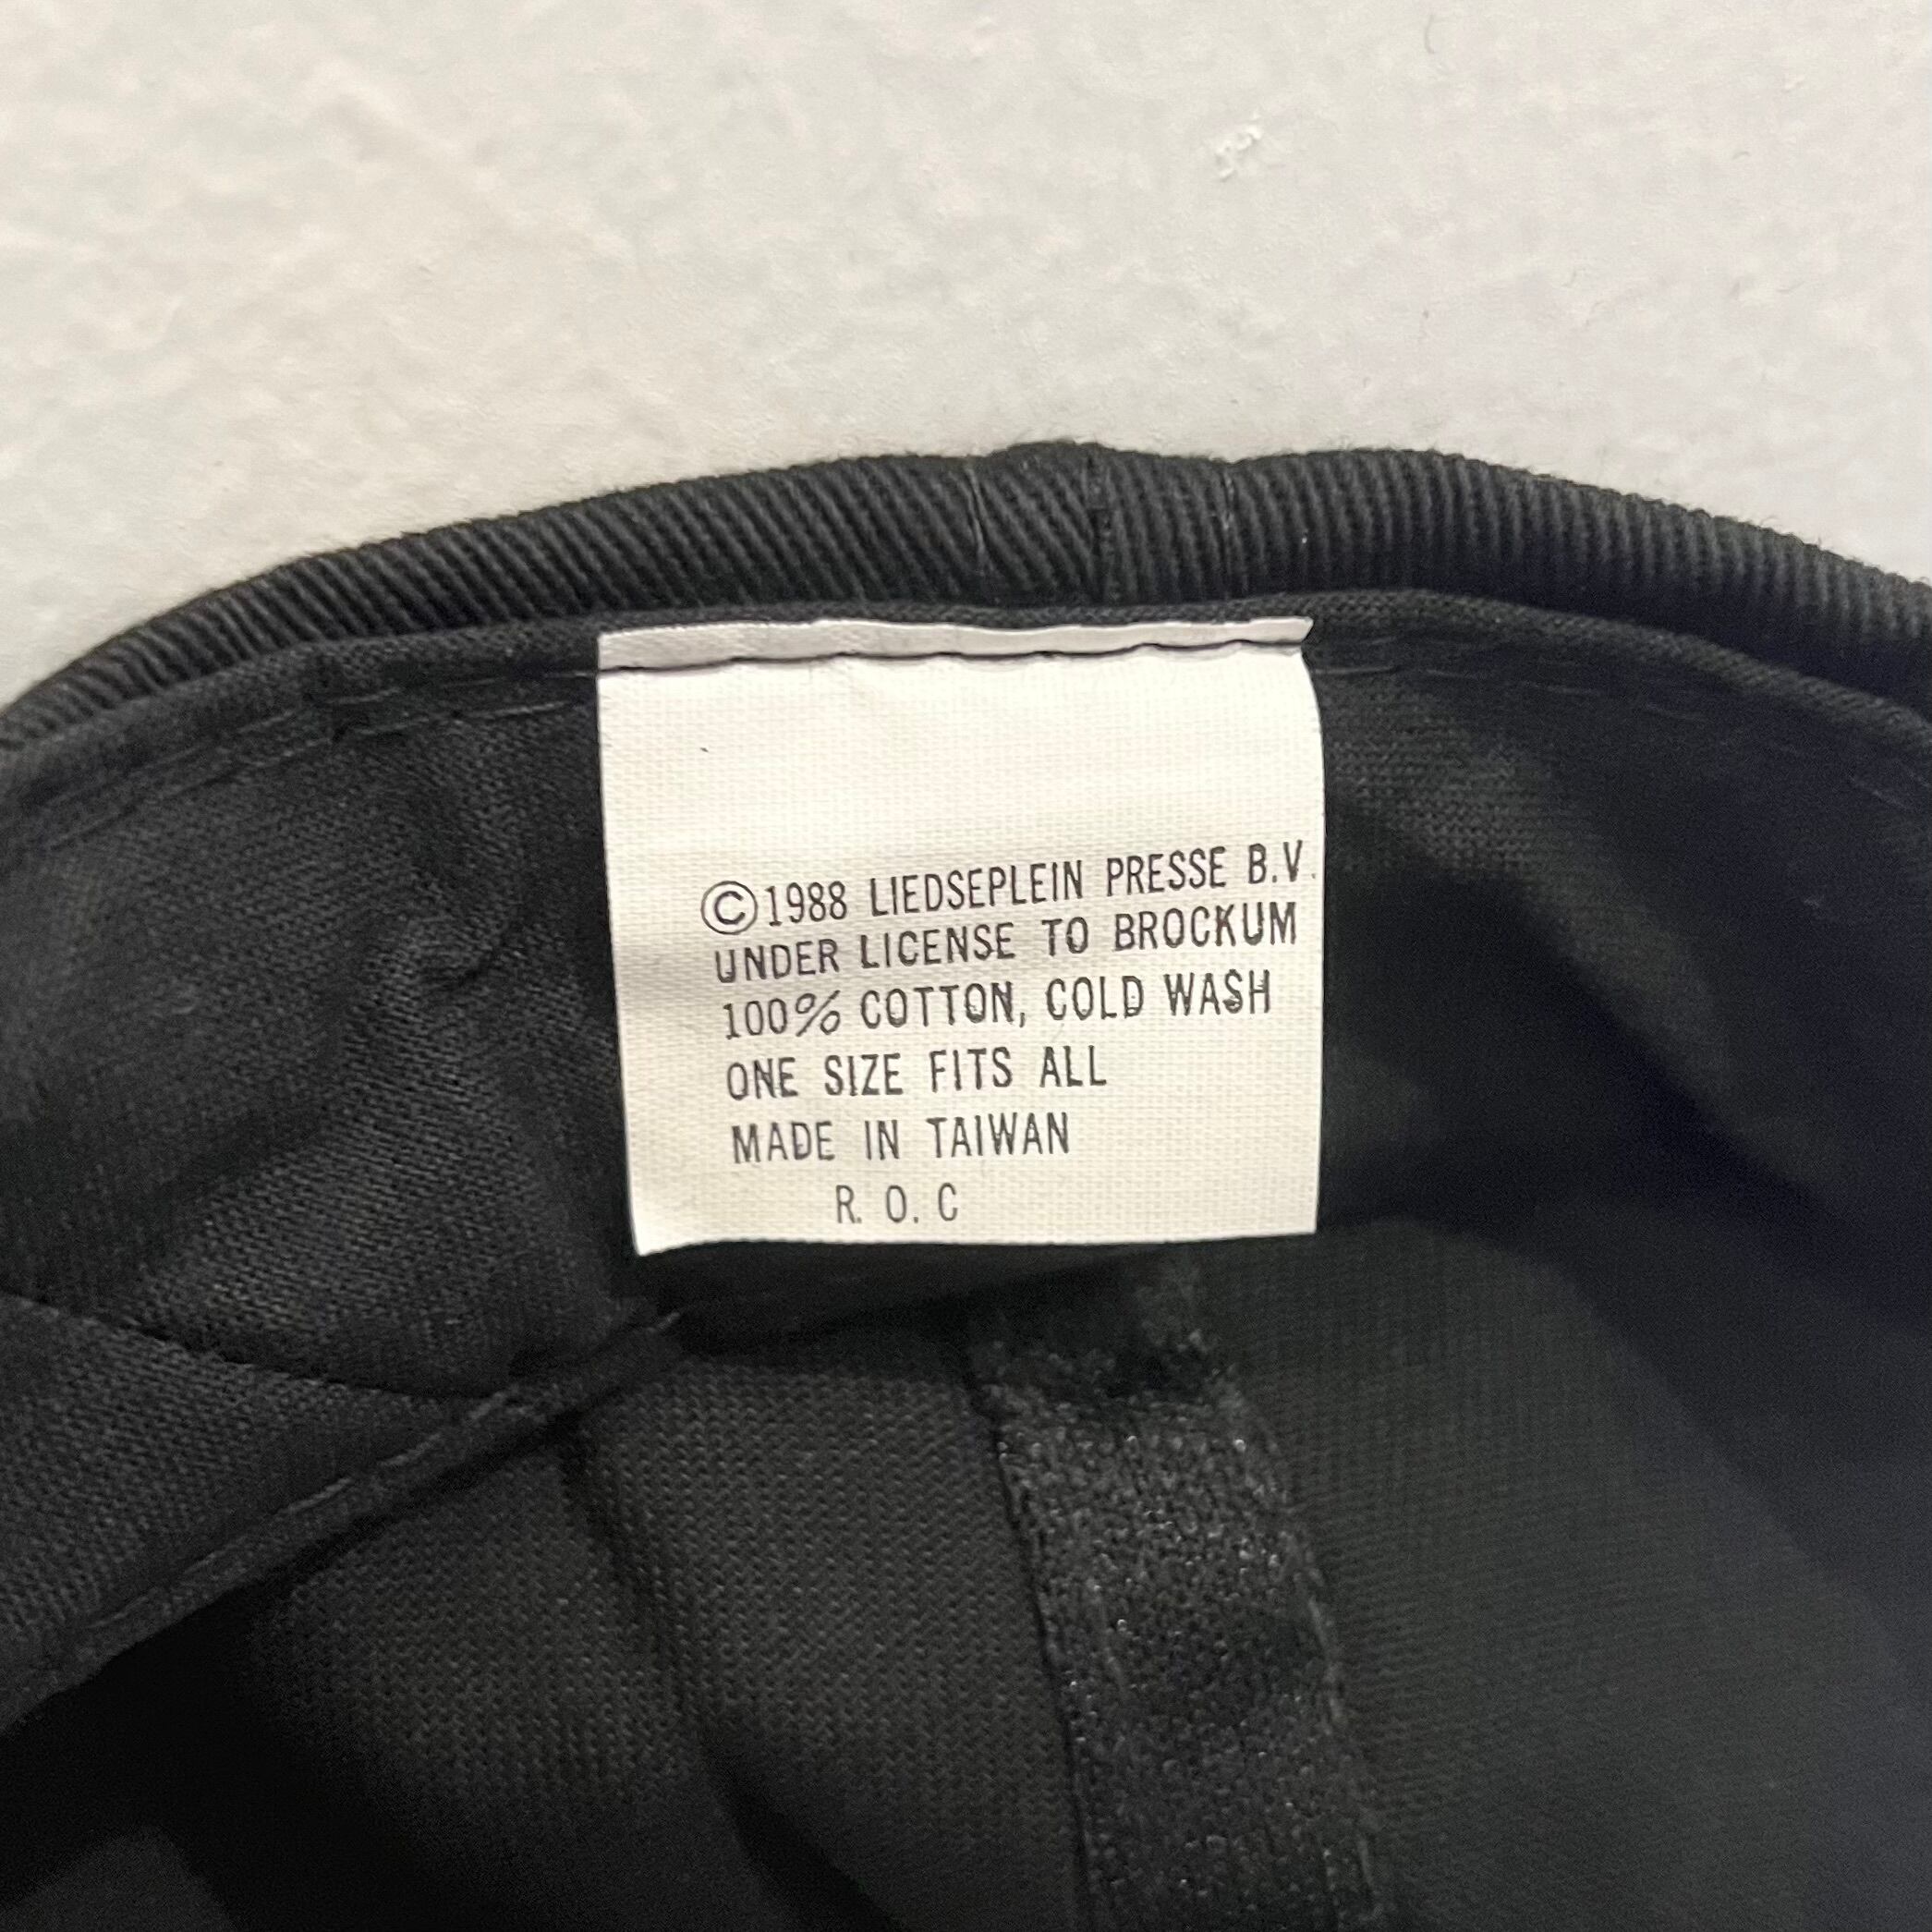 ©1988 LIEDSEPLEIN PRESSE B.V.
UNDER LICENSE TO BROCKUM
100% COTTON, COLD WASH
ONE SIZE FITS ALL
MADE IN TAIWAN
R. O. C